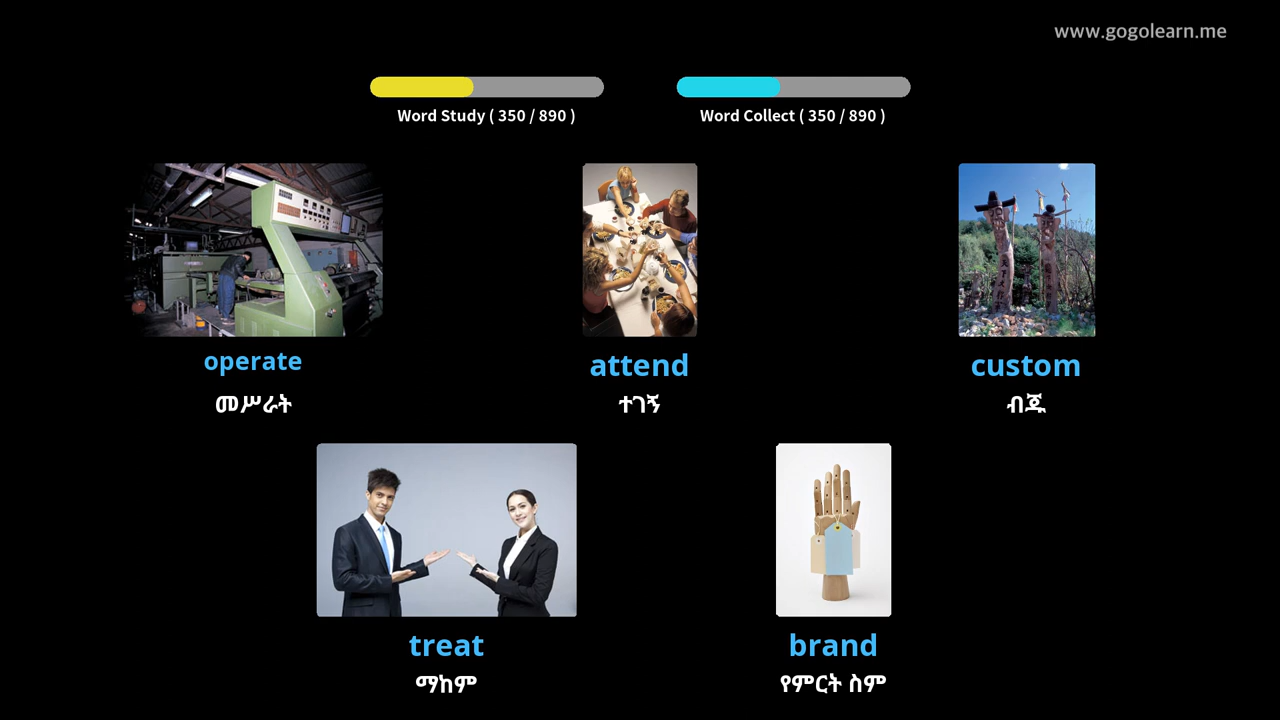 www.gogolearn.me
Word Study ( 350 / 890 )
Word Collect ( 350 / 890 )
operate
attend
custom
መሥራት
ተገኝ
ብጁ
treat
brand
ማከም
የምርት ስም